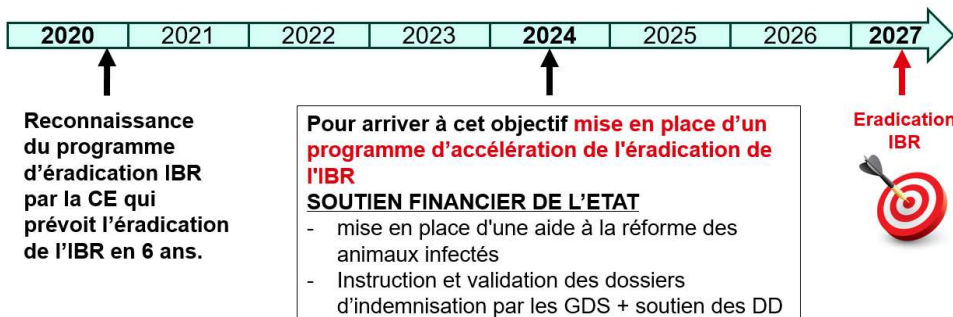 2020 2021 2022 2023 2024 2025 2026 2027
Reconnaissance
du programme
d'éradication IBR
par la CE qui
prévoit l'éradication
de l'IBR en 6 ans.
Pour arriver à cet objectif mise en place d'un
programme d'accélération de l'éradication de
l'IBR
SOUTIEN FINANCIER DE L'ETAT
- mise en place d'une aide à la réforme des
animaux infectés
- Instruction et validation des dossiers
d'indemnisation par les GDS + soutien des DD
Eradication
IBR